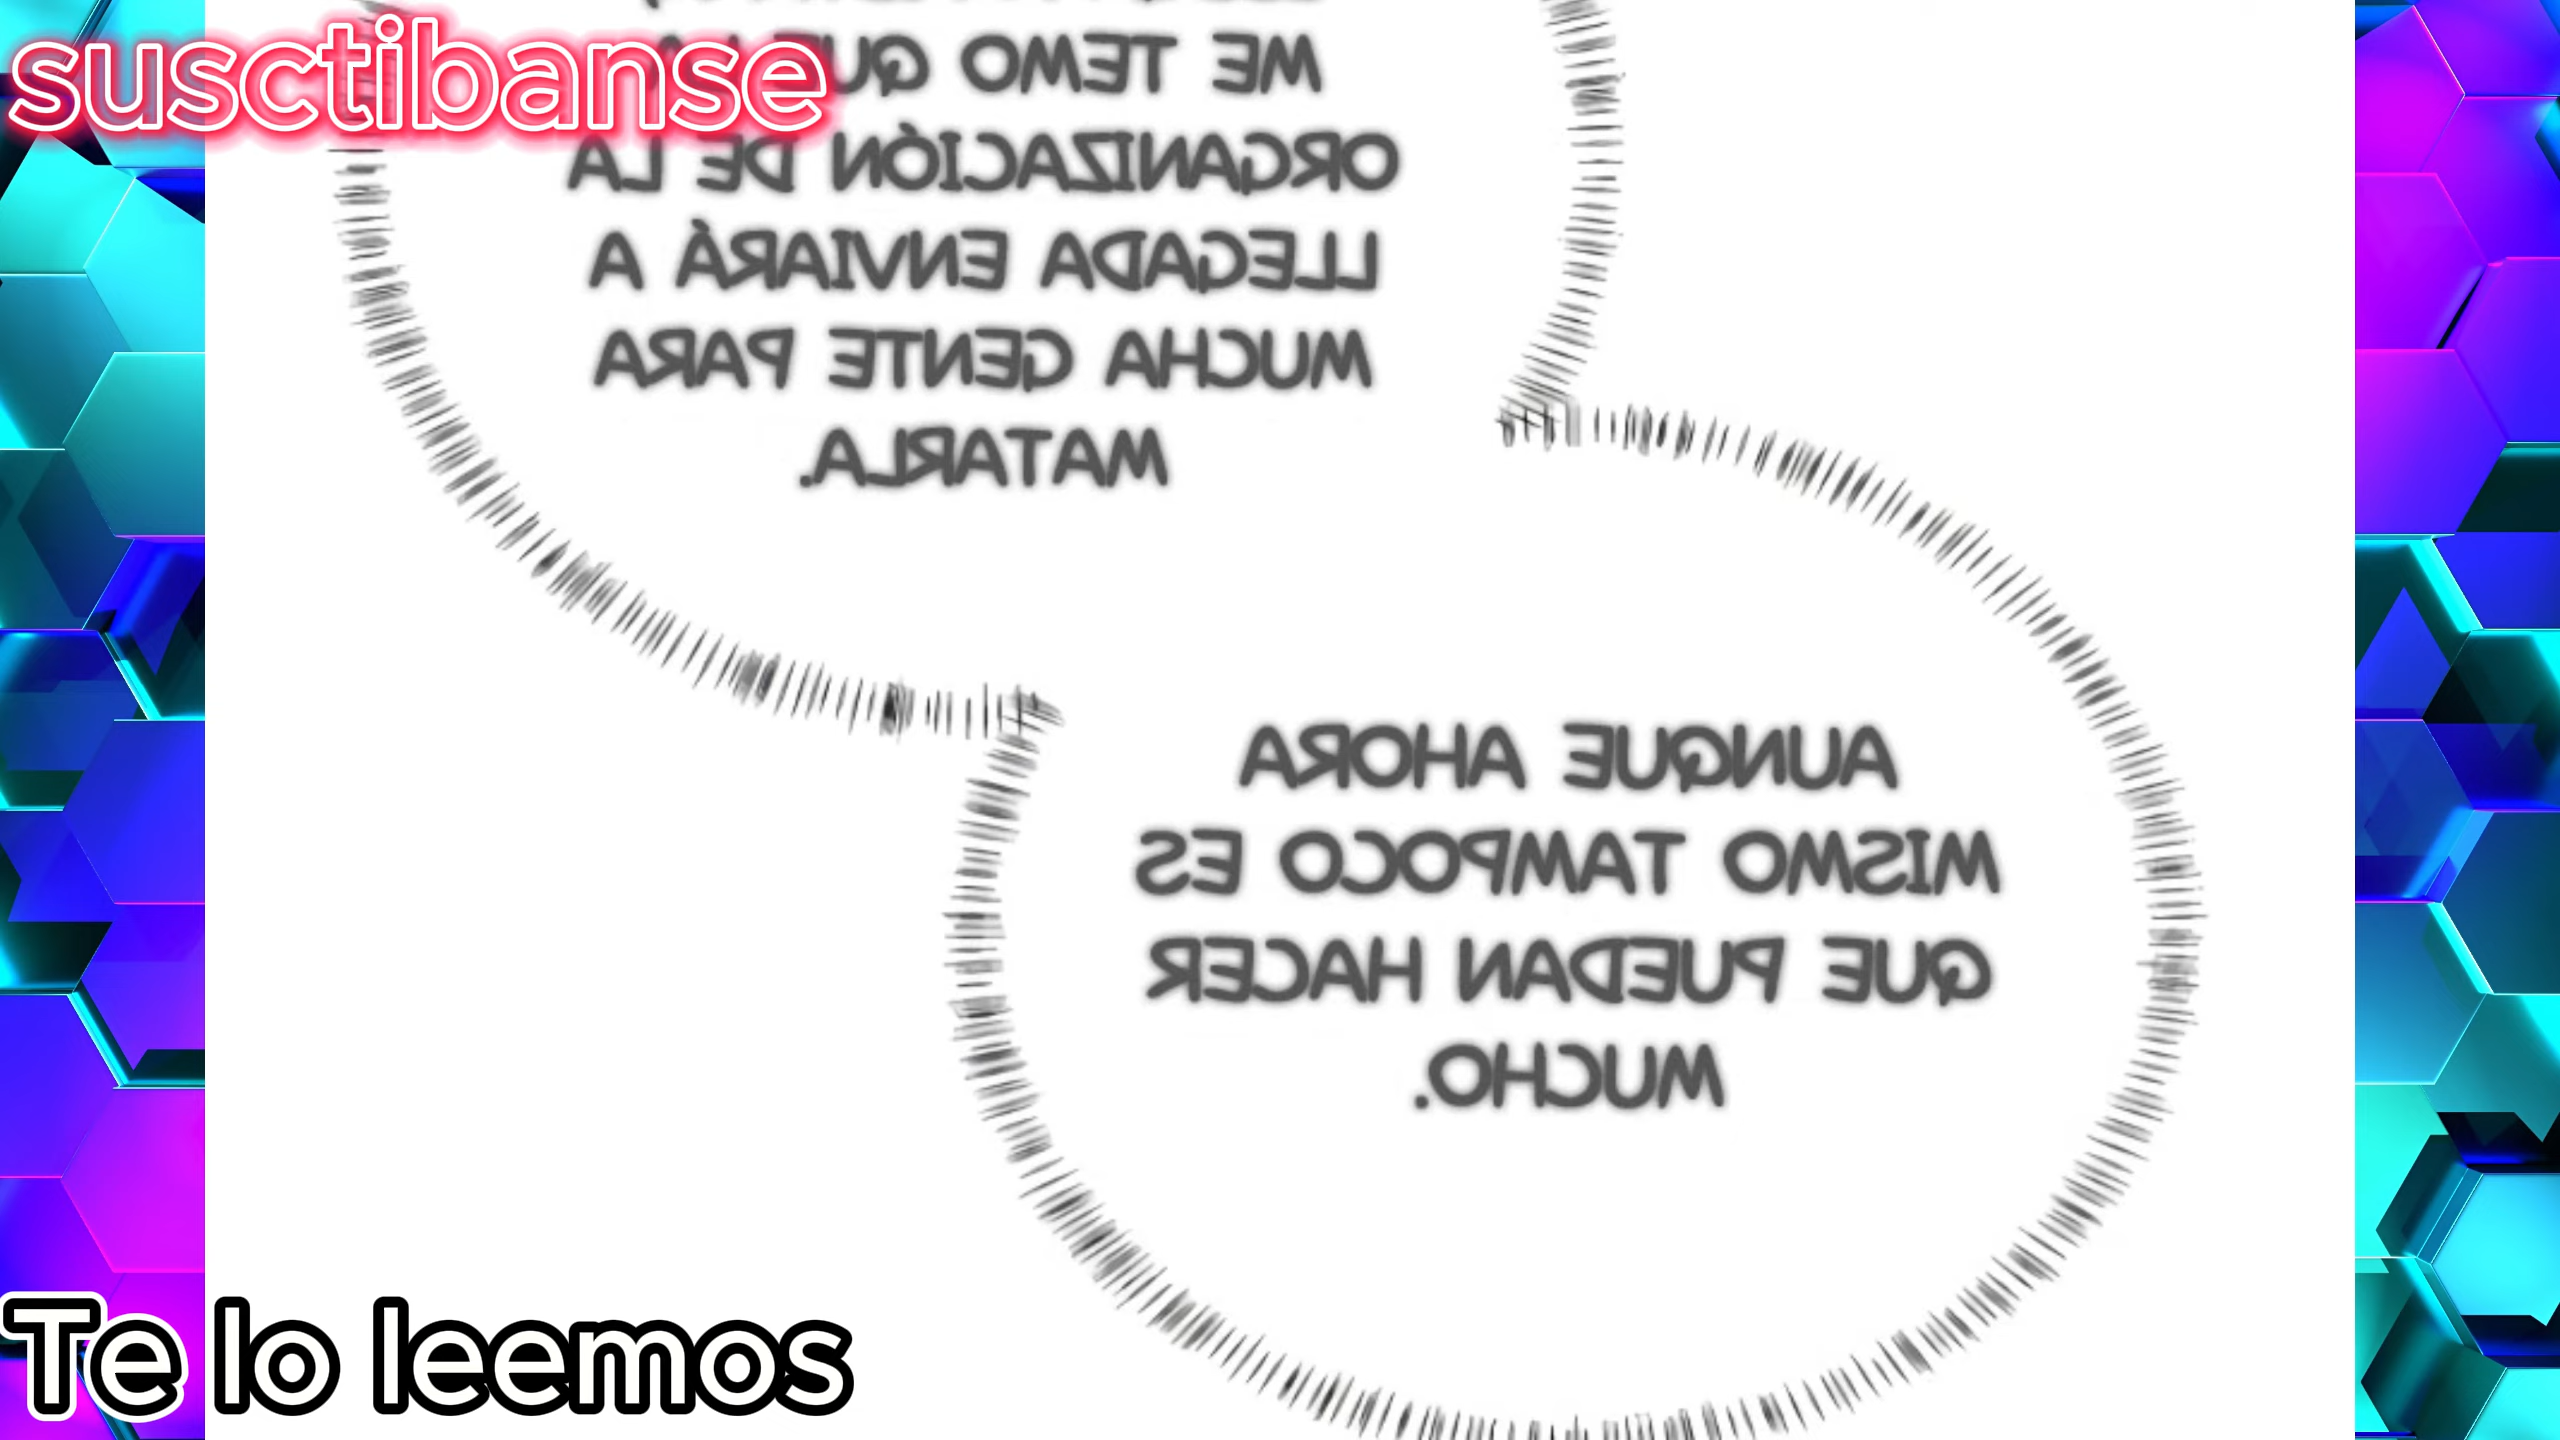 susctibanse
ME TEMO QUE LA
ORGANIZACIÓN DE LA
LLEGADA ENVIARÁ A
MUCHA GENTE PARA
MATARLA.
AUNQUE AHORA
MISMO TAMPOCO ES
QUE PUEDAN HACER
MUCHO.
Te lo leemos